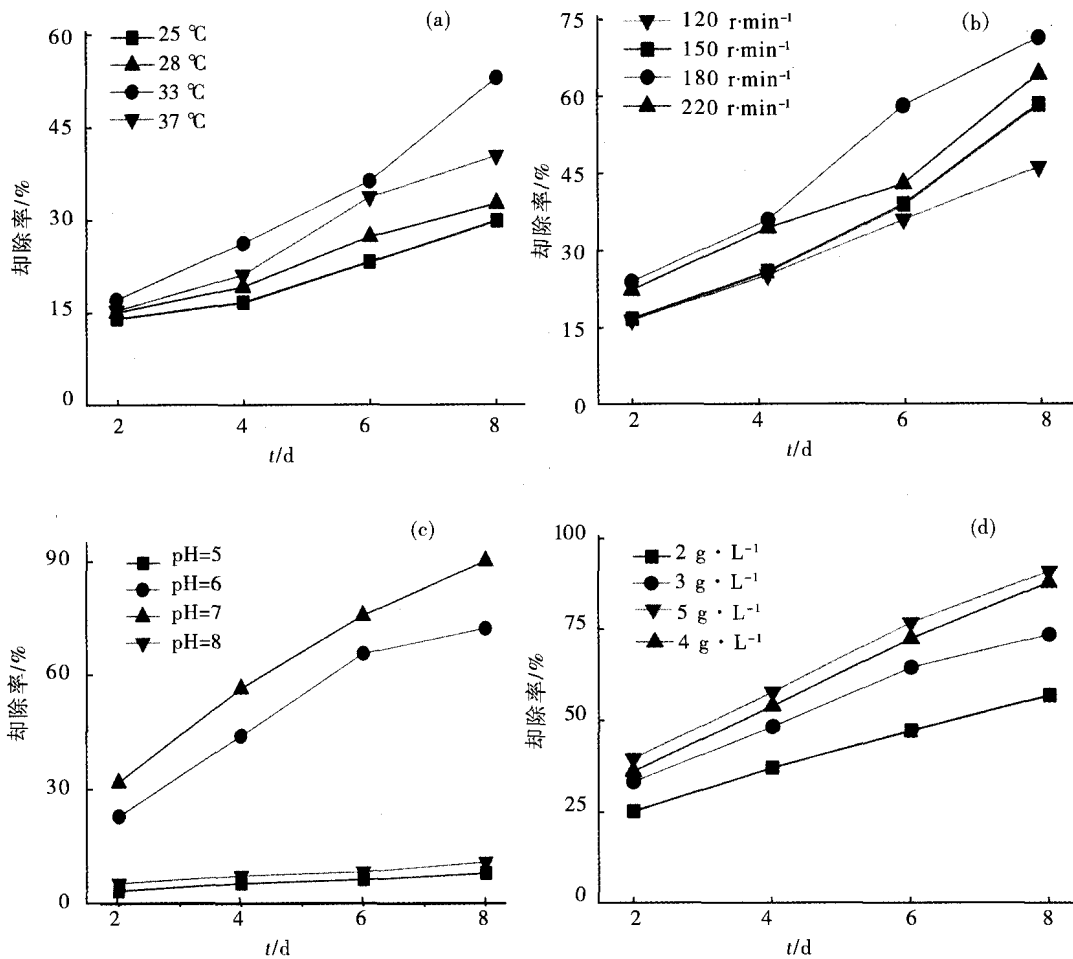 (a)
60
45
30
15
0
25 ℃
28 ℃
33 ℃
37 ℃
却除率/%
2 4 6 8
t/d
(b)
75
60
45
30
15
0
120 r·min⁻¹
150 r·min⁻¹
180 r·min⁻¹
220 r·min⁻¹
却除率/%
2 4 6 8
t/d
(c)
90
60
30
0
pH=5
pH=6
pH=7
pH=8
却除率/%
2 4 6 8
t/d
(d)
100
75
50
25
0
2 g · L⁻¹
3 g · L⁻¹
5 g · L⁻¹
4 g · L⁻¹
却除率/%
2 4 6 8
t/d